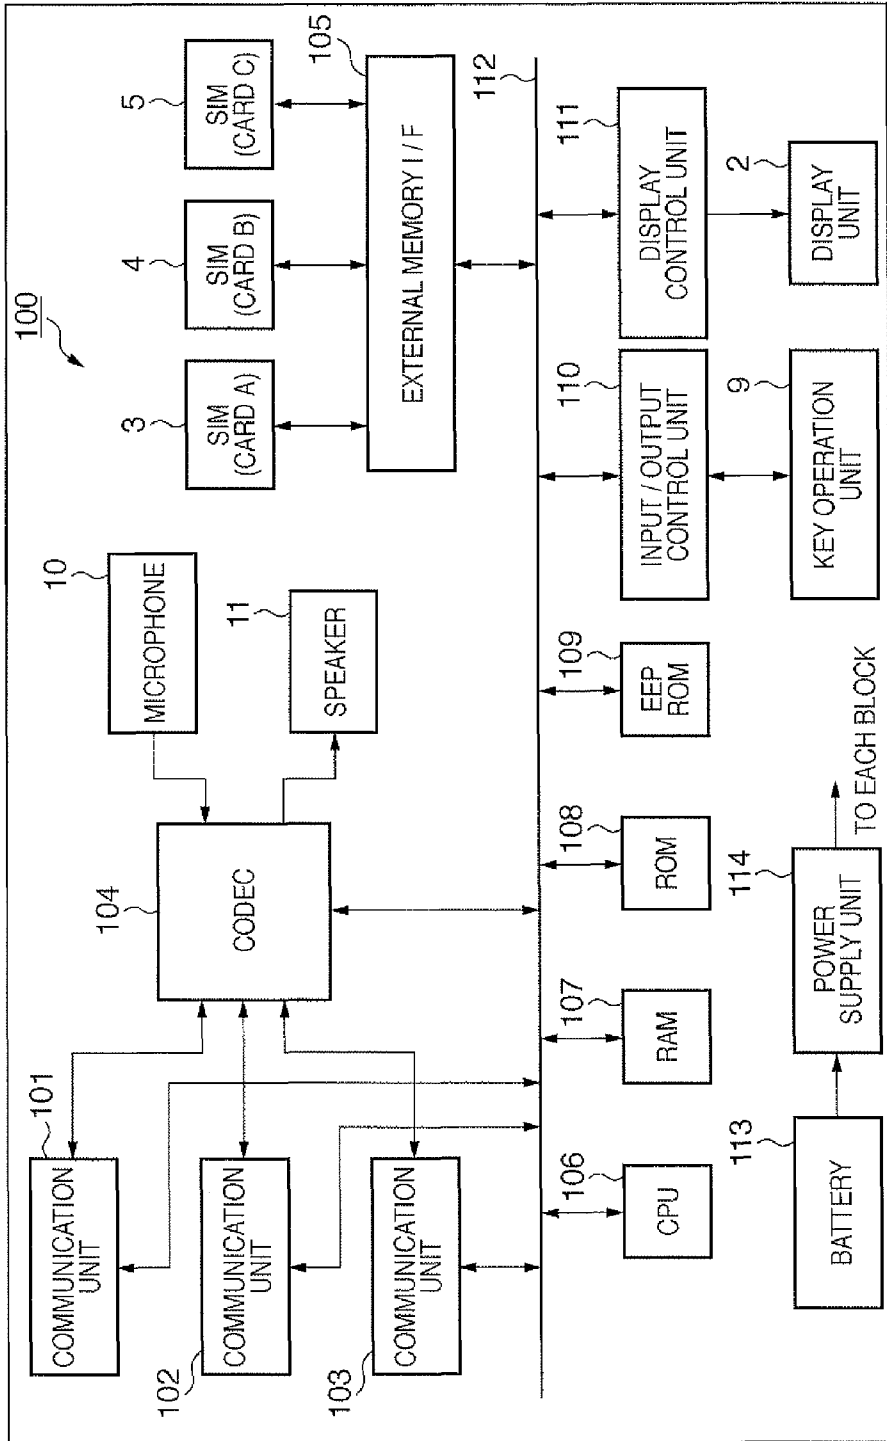 100
101
COMMUNICATION
UNIT
102
COMMUNICATION
UNIT
103
COMMUNICATION
UNIT
104
CODEC
10
MICROPHONE
11
SPEAKER
3
SIM
(CARD A)
4
SIM
(CARD B)
5
SIM
(CARD C)
105
EXTERNAL MEMORY I / F
112
106
CPU
107
RAM
108
ROM
109
EEP
ROM
110
INPUT / OUTPUT
CONTROL UNIT
111
DISPLAY
CONTROL UNIT
113
BATTERY
114
POWER
SUPPLY UNIT
TO EACH BLOCK
9
KEY OPERATION
UNIT
2
DISPLAY
UNIT